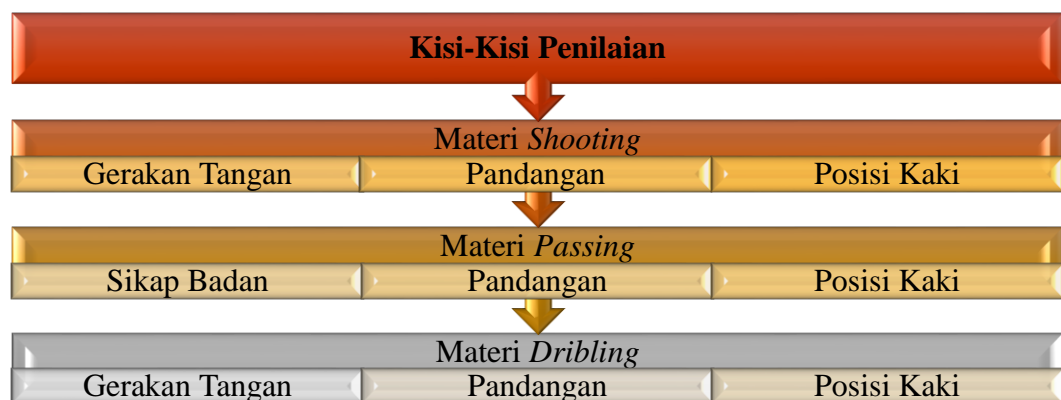 Kisi-Kisi Penilaian
Materi Shooting
Gerakan Tangan Pandangan Posisi Kaki
Materi Passing
Sikap Badan Pandangan Posisi Kaki
Materi Dribling
Gerakan Tangan Pandangan Posisi Kaki